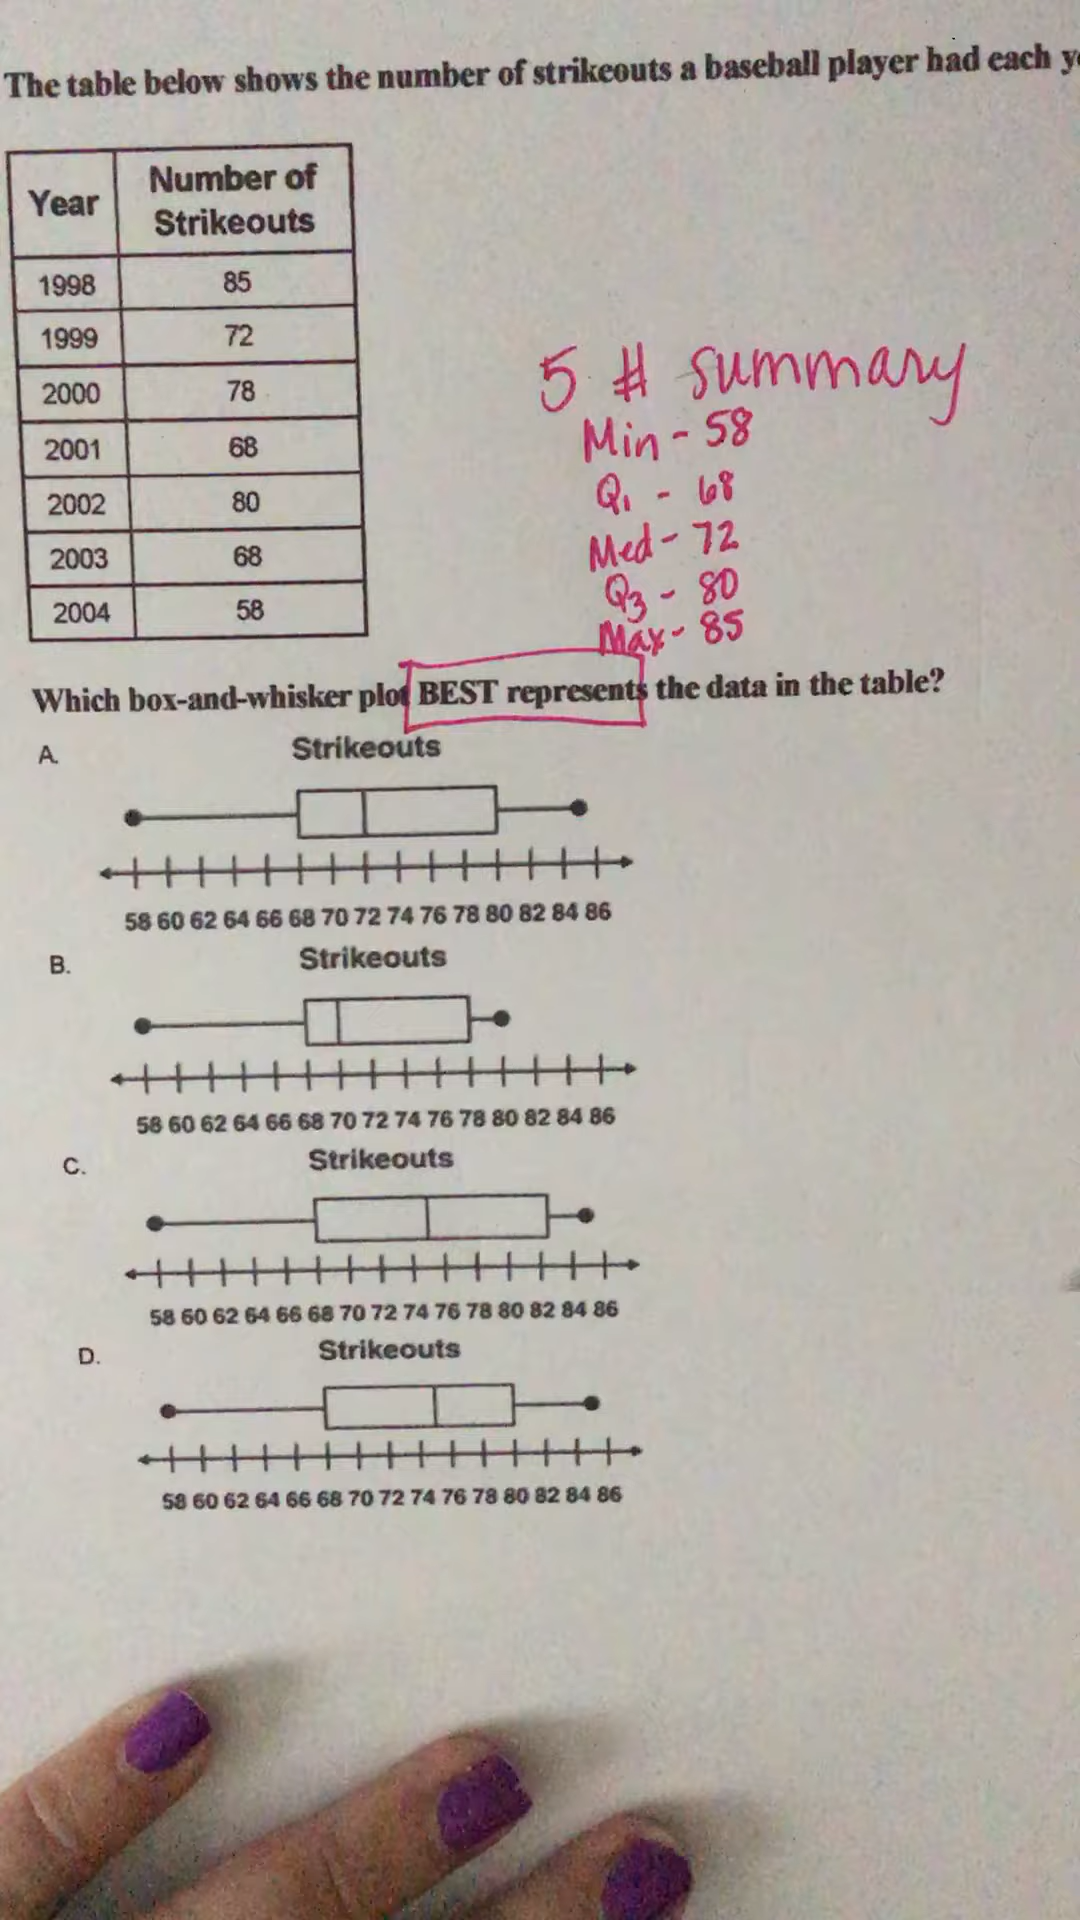 The table below shows the number of strikeouts a baseball player had each
Year
Number of
Strikeouts
1998 85
1999 72
2000 78
2001 68
2002 80
2003 68
2004 58
5 # summary
Min - 58
Q1 - 68
Med - 72
Q3 - 80
Max - 85
Which box-and-whisker plot BEST represents the data in the table?
A. Strikeouts
58 60 62 64 66 68 70 72 74 76 78 80 82 84 86
B. Strikeouts
58 60 62 64 66 68 70 72 74 76 78 80 82 84 86
C. Strikeouts
58 60 62 64 66 68 70 72 74 76 78 80 82 84 86
D. Strikeouts
58 60 62 64 66 68 70 72 74 76 78 80 82 84 86